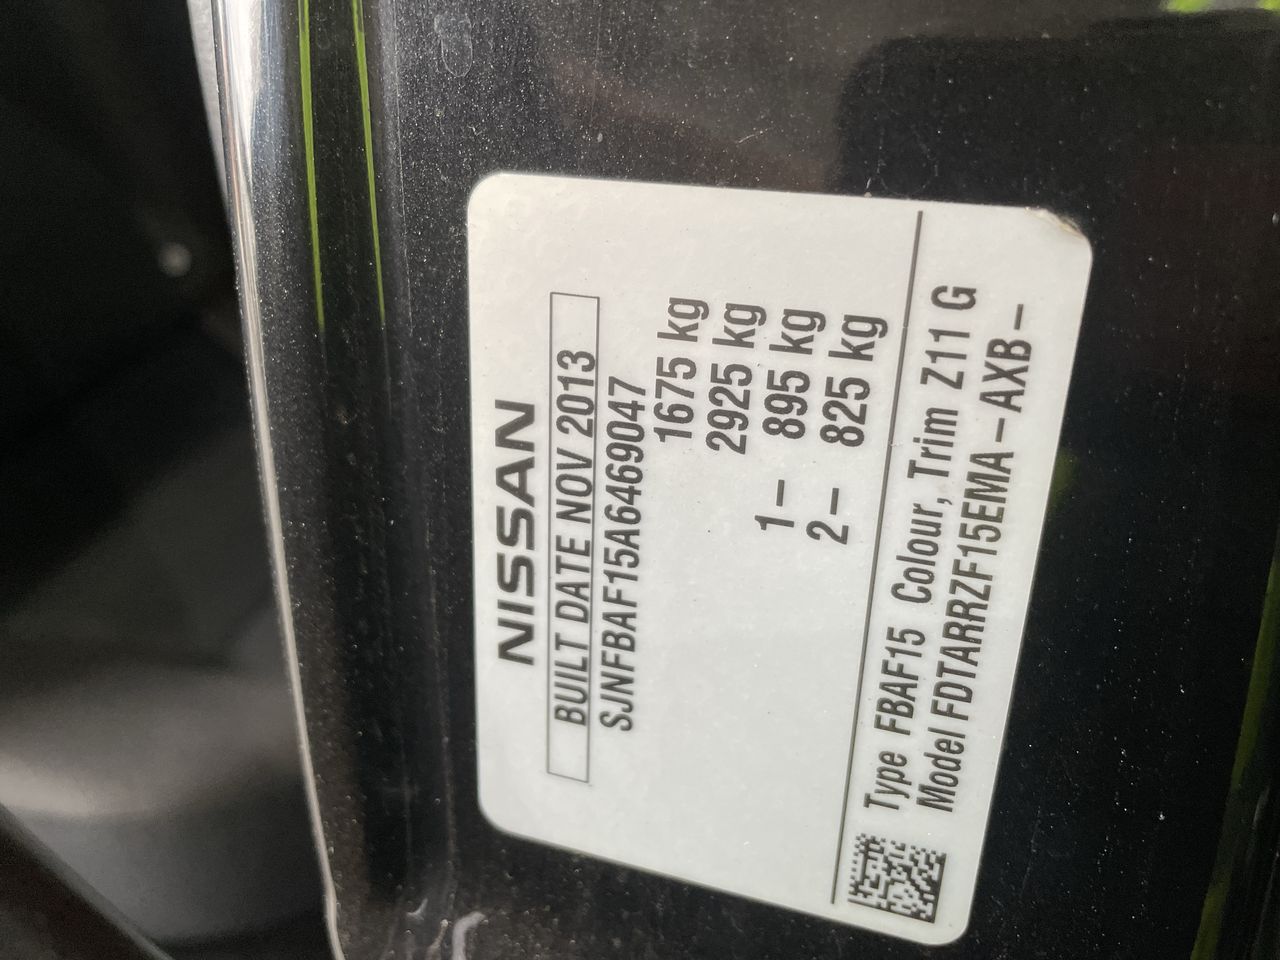 NISSAN
BUILT DATE NOV 2013
SJNFBAF15A6469047
1675 kg
2925 kg
1- 895 kg
2- 825 kg
Type FBAF15 Colour, Trim Z11 G
Model FDTARRZF15EMA-AXB-